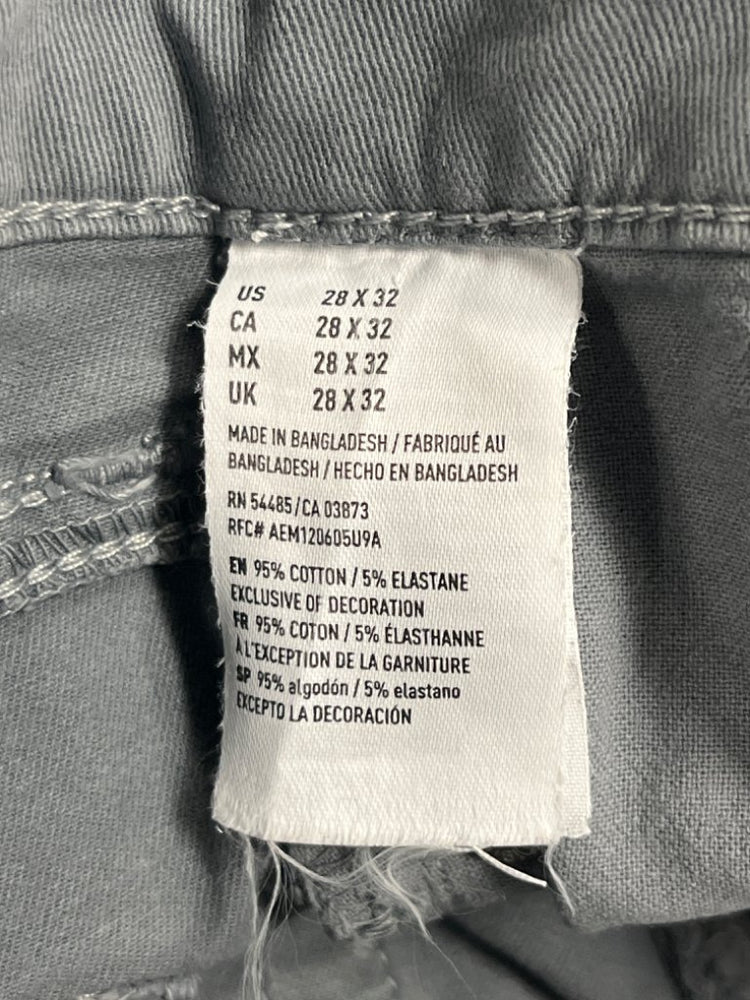 US 28 X 32
CA 28 X 32
MX 28 X 32
UK 28 X 32
MADE IN BANGLADESH / FABRIQUÉ AU
BANGLADESH / HECHO EN BANGLADESH
RN 54485/CA 03873
RFC# AEM120605U9A
EN 95% COTTON / 5% ELASTANE
EXCLUSIVE OF DECORATION
FR 95% COTON / 5% ÉLASTHANNE
À L'EXCEPTION DE LA GARNITURE
SP 95% algodón / 5% elastano
EXCEPTO LA DECORACIÓN